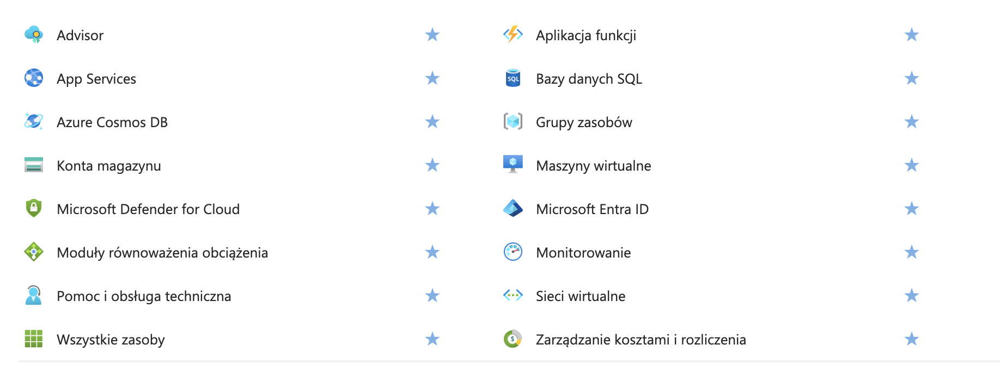 Advisor
Aplikacja funkcji
App Services
SQL
Bazy danych SQL
Azure Cosmos DB
Grupy zasobów
Konta magazynu
Maszyny wirtualne
Microsoft Defender for Cloud
Microsoft Entra ID
Moduły równoważenia obciążenia
Monitorowanie
Pomoc i obsługa techniczna
Sieci wirtualne
Wszystkie zasoby
$
Zarządzanie kosztami i rozliczenia